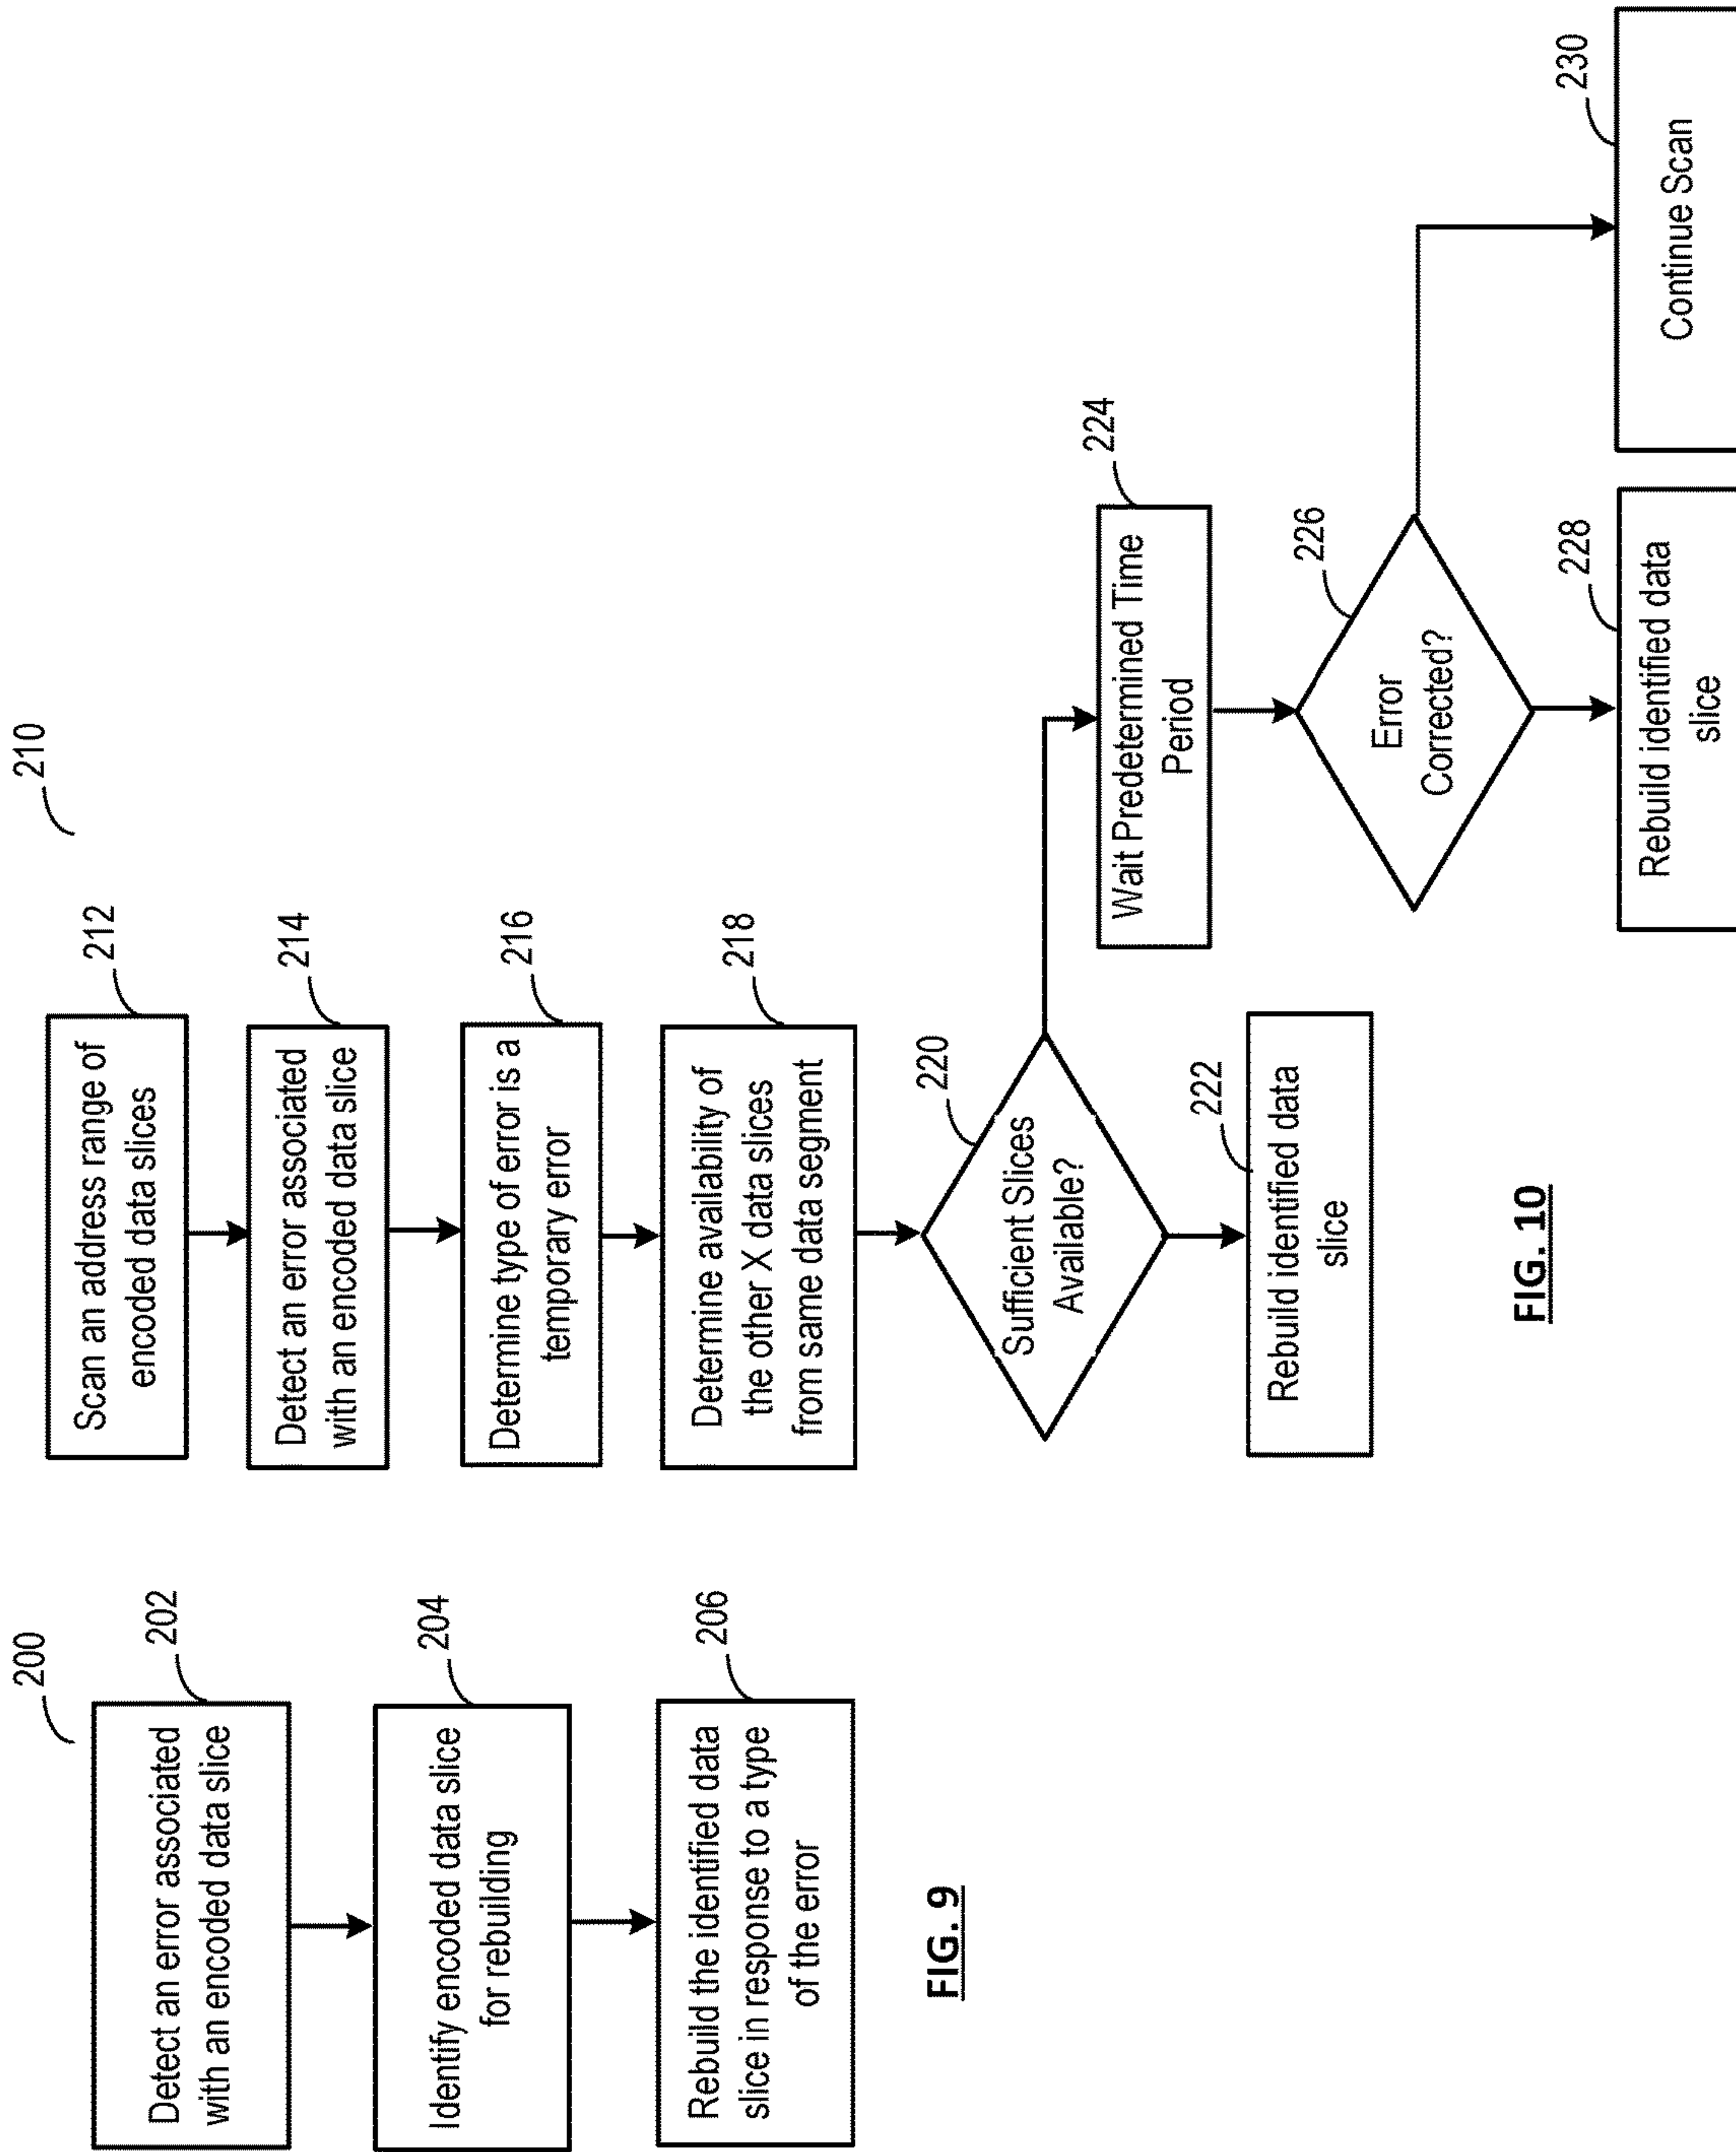 200
202
Detect an error associated
with an encoded data slice
204
Identify encoded data slice
for rebuilding
206
Rebuild the identified data
slice in response to a type
of the error
FIG. 9
210
212
Scan an address range of
encoded data slices
214
Detect an error associated
with an encoded data slice
216
Determine type of error is a
temporary error
218
Determine availability of
the other X data slices
from same data segment
220
Sufficient Slices
Available?
222
Rebuild identified data
slice
224
Wait Predetermined Time
Period
226
Error
Corrected?
228
Rebuild identified data
slice
230
Continue Scan
FIG. 10